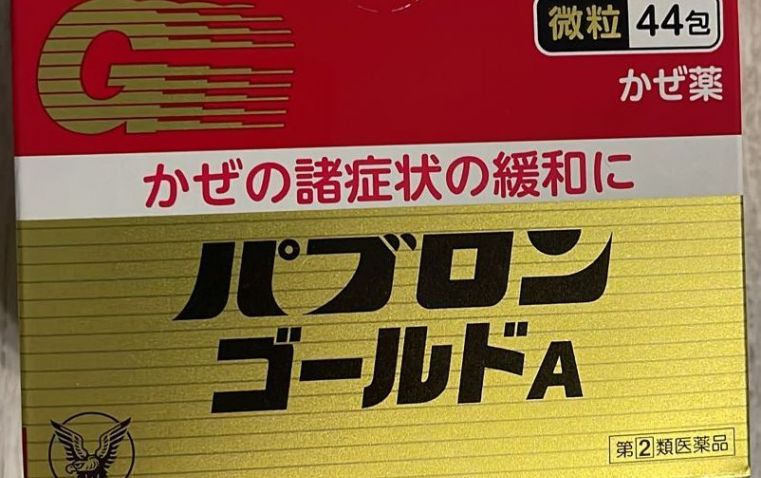 G
微粒 44包
かぜ薬
かぜの諸症状の緩和に
パブロン
ゴールドA
第②類医薬品